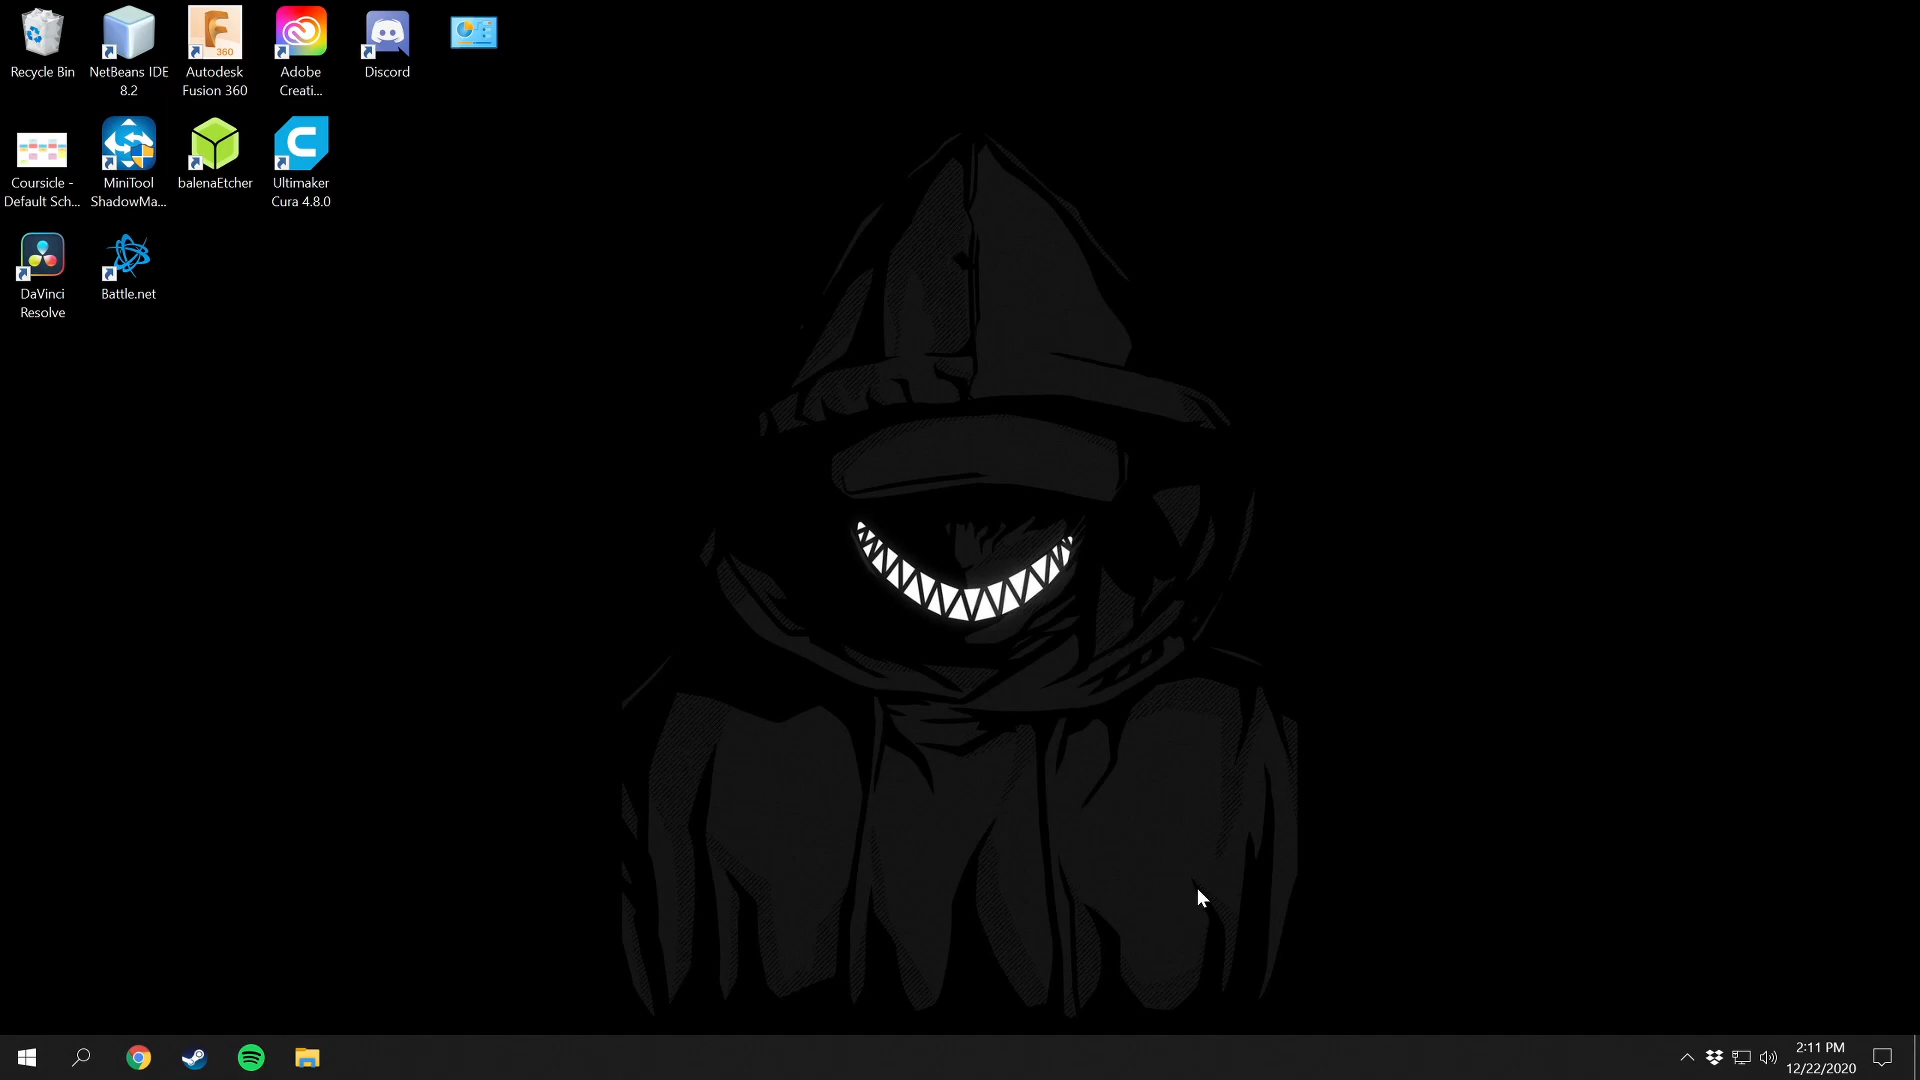 Recycle Bin
NetBeans IDE
8.2
Autodesk
Fusion 360
Adobe
Creati...
Discord
360
Coursicle -
Default Sch...
MiniTool
ShadowMa...
balenaEtcher
Ultimaker
Cura 4.8.0
DaVinci
Resolve
Battle.net
2:11 PM
12/22/2020